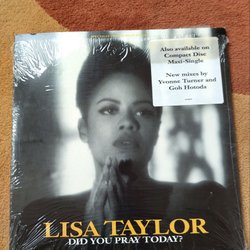 Also available on
Compact Disc
Maxi-Single
New mixes by
Yvonne Turner and
Goh Hotoda
LISA TAYLOR
DID YOU PRAY TODAY?